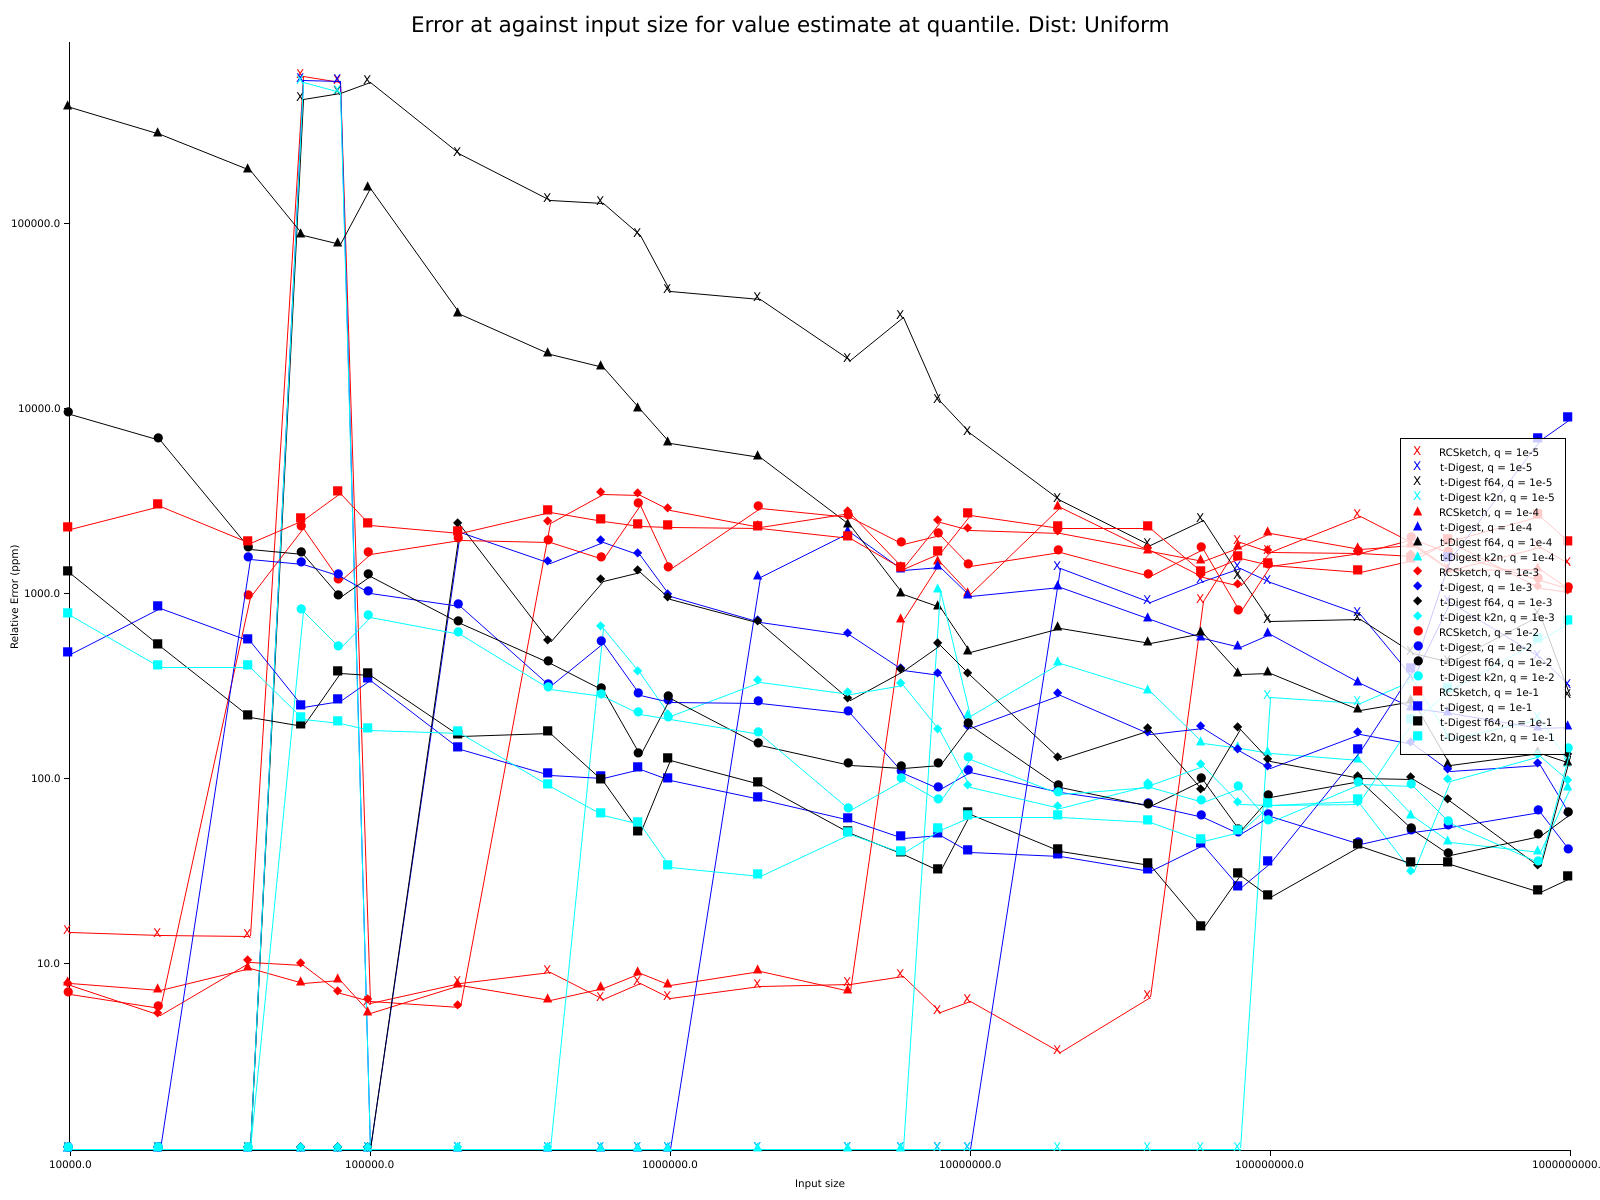 Error at against input size for value estimate at quantile. Dist: Uniform
100000.0
10000.0
1000.0
100.0
10.0
Relative Error (ppm)
RCSketch, q = 1e-5
t-Digest, q = 1e-5
t-Digest f64, q = 1e-5
t-Digest k2n, q = 1e-5
RCSketch, q = 1e-4
t-Digest, q = 1e-4
t-Digest f64, q = 1e-4
t-Digest k2n, q = 1e-4
RCSketch, q = 1e-3
t-Digest, q = 1e-3
t-Digest f64, q = 1e-3
t-Digest k2n, q = 1e-3
RCSketch, q = 1e-2
t-Digest, q = 1e-2
t-Digest f64, q = 1e-2
t-Digest k2n, q = 1e-2
RCSketch, q = 1e-1
t-Digest, q = 1e-1
t-Digest f64, q = 1e-1
t-Digest k2n, q = 1e-1
10000.0 100000.0 1000000.0 10000000.0 100000000.0 1000000000.
Input size